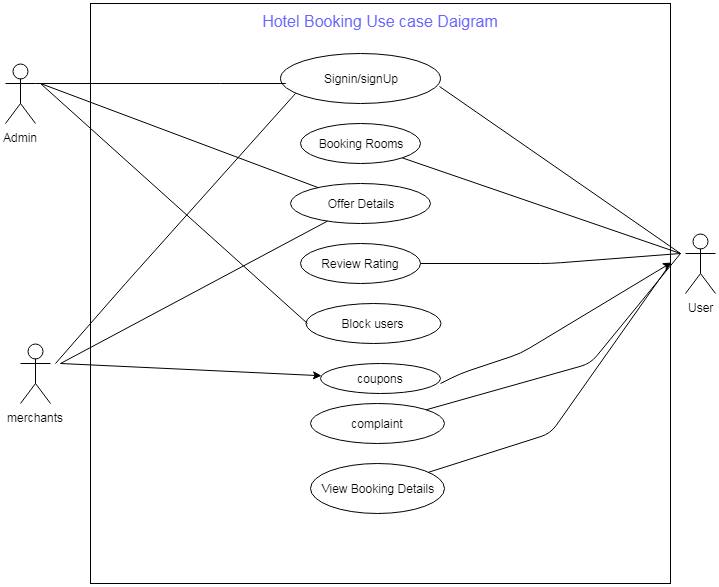 Hotel Booking Use case Daigram
Signin/signUp
Admin
Booking Rooms
Offer Details
Review Rating
User
Block users
coupons
merchants
complaint
View Booking Details